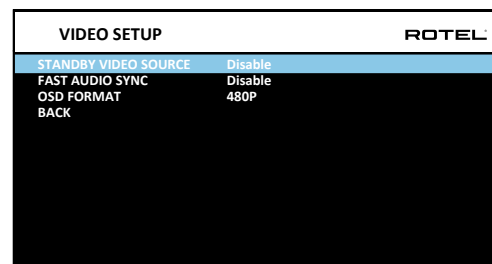 VIDEO SETUP ROTEL
STANDBY VIDEO SOURCE Disable
FAST AUDIO SYNC Disable
OSD FORMAT 480P
BACK